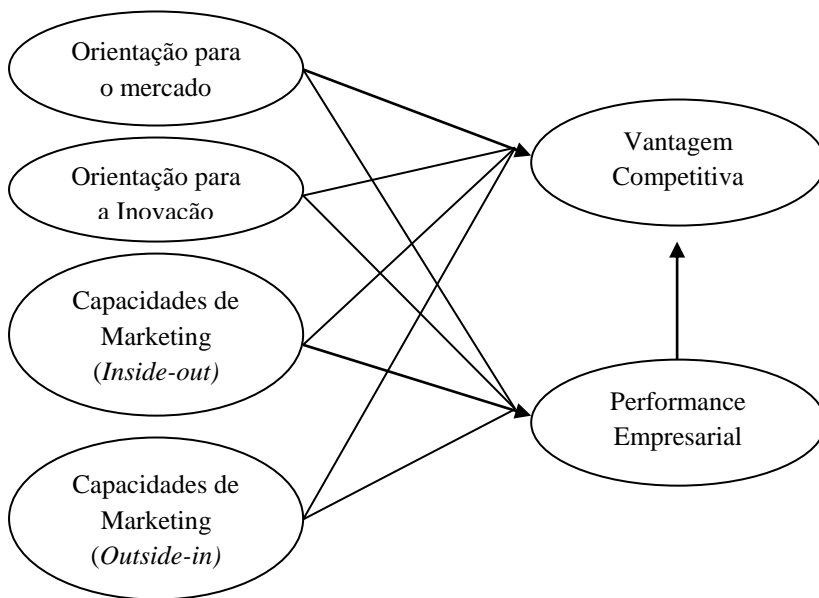 Orientação para
o mercado
Orientação para
a Inovação
Capacidades de
Marketing
(Inside-out)
Capacidades de
Marketing
(Outside-in)
Vantagem
Competitiva
Performance
Empresarial